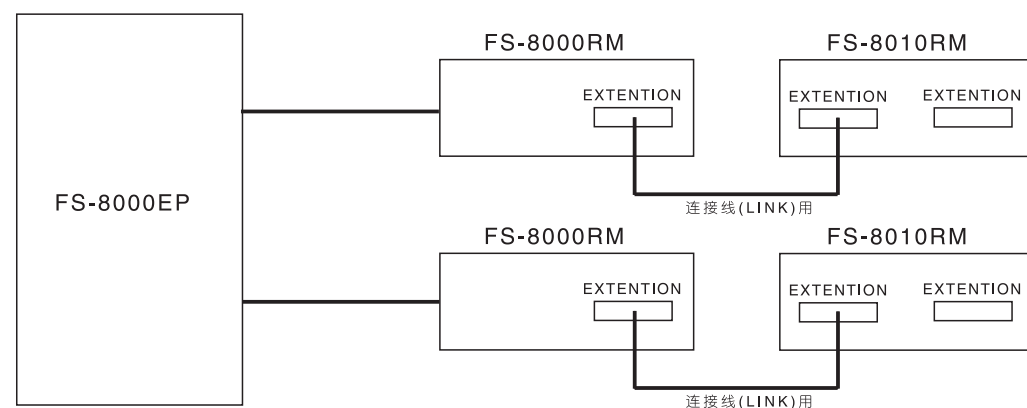 FS-8000EP
FS-8000RM
FS-8010RM
EXTENTION
EXTENTION
EXTENTION
连接线(LINK)用
FS-8000RM
FS-8010RM
EXTENTION
EXTENTION
EXTENTION
连接线(LINK)用